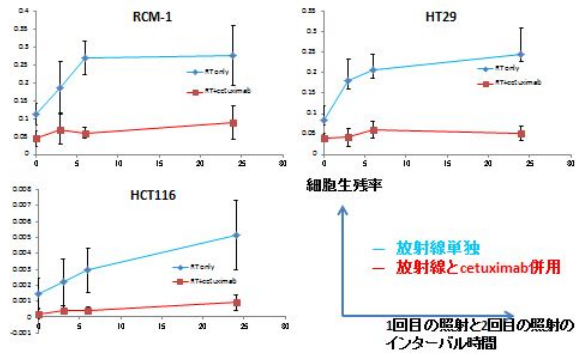 RCM-1
0.4
0.35
0.3
0.25
0.2
0.15
0.1
0.05
0
0 5 10 15 20 25 30
RTonly
RT+cetuximab
HT29
0.35
0.3
0.25
0.2
0.15
0.1
0.05
0
0 5 10 15 20 25 30
RTonly
RT+cetuximab
HCT116
0.008
0.007
0.006
0.005
0.004
0.003
0.002
0.001
0
-0.001
0 5 10 15 20 25 30
RTonly
RT+cetuximab
細胞生残率
放射線単独
放射線とcetuximab併用
1回目の照射と2回目の照射の
インターバル時間